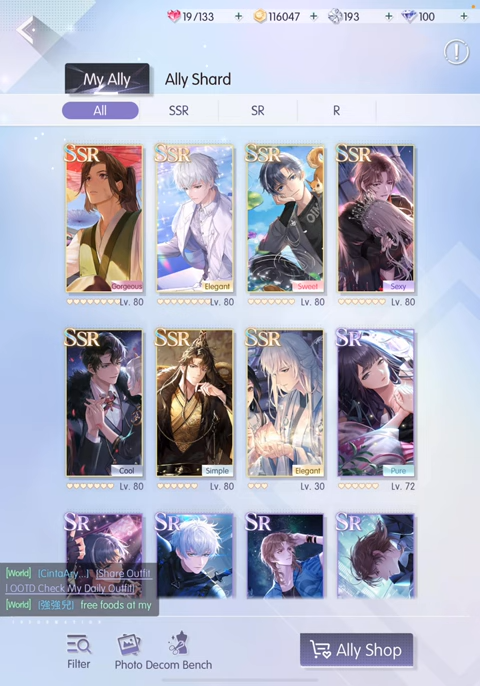 19/133 + 116047 + 193 + 100 +
My Ally Ally Shard
All SSR SR R
SSR SSR SSR SSR
Gorgeous Elegant Sweet Sexy
Lv. 80 Lv. 80 Lv. 80 Lv. 80
SSR SSR SSR SR
Cool Simple Elegant Pure
Lv. 80 Lv. 80 Lv. 30 Lv. 72
SR SR SR SR
[World] [CintaAry...] [Share Outfit
! OOTD Check My Daily Outfit]
[World] [強強兒] free foods at my
INFORMATION
Filter Photo Decom Bench Ally Shop